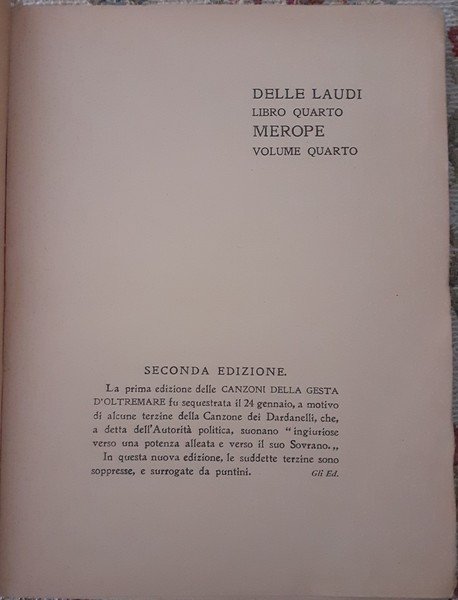 DELLE LAUDI
LIBRO QUARTO
MEROPE
VOLUME QUARTO
SECONDA EDIZIONE.
La prima edizione delle CANZONI DELLA GESTA
D'OLTREMARE fu sequestrata il 24 gennaio, a motivo
di alcune terzine della Canzone dei Dardanelli, che,
a detta dell'Autorità politica, suonano “ingiuriose
verso una potenza alleata e verso il suo Sovrano.„
In questa nuova edizione, le suddette terzine sono
soppresse, e surrogate da puntini. Gli Ed.